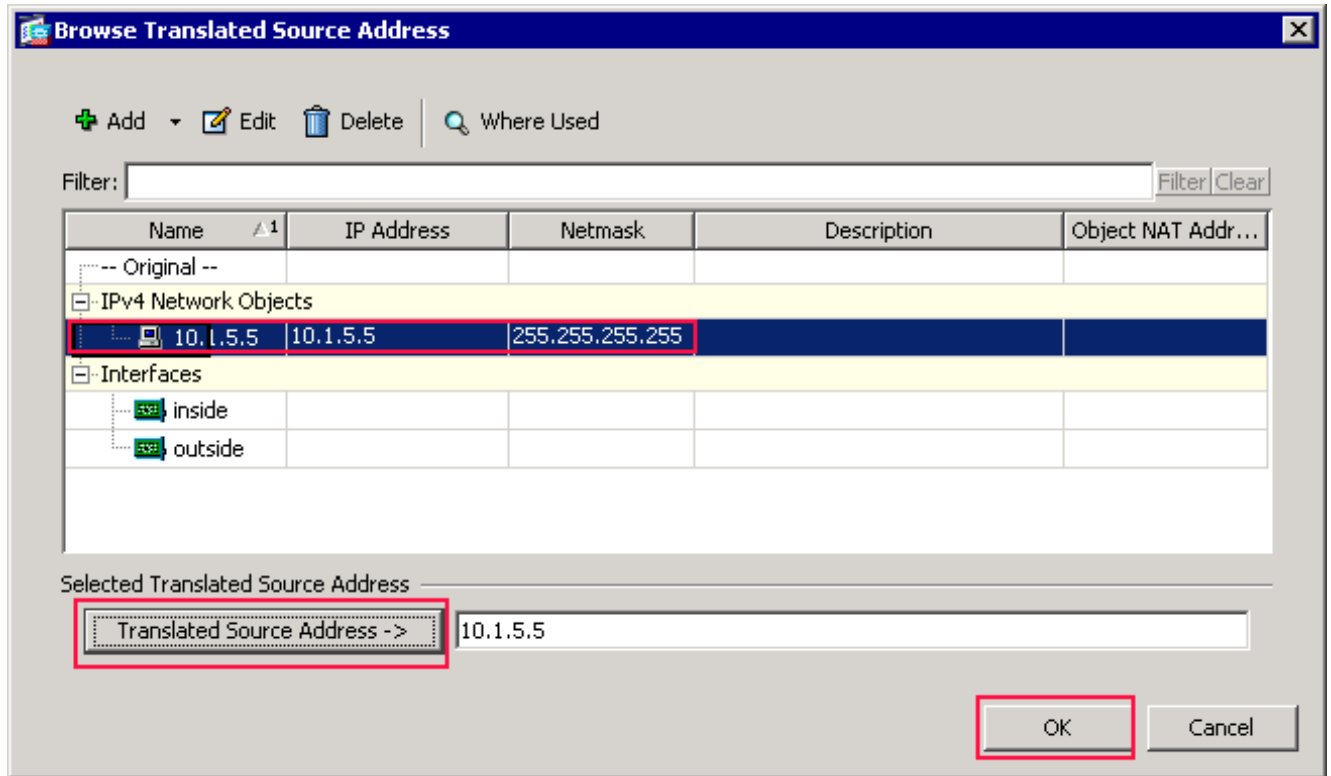 Browse Translated Source Address
Add Edit Delete Where Used
Filter: Filter Clear
Name 1 IP Address Netmask Description Object NAT Addr...
-- Original --
IPv4 Network Objects
10.1.5.5 10.1.5.5 255.255.255.255
Interfaces
inside
outside
Selected Translated Source Address
Translated Source Address -> 10.1.5.5
OK Cancel